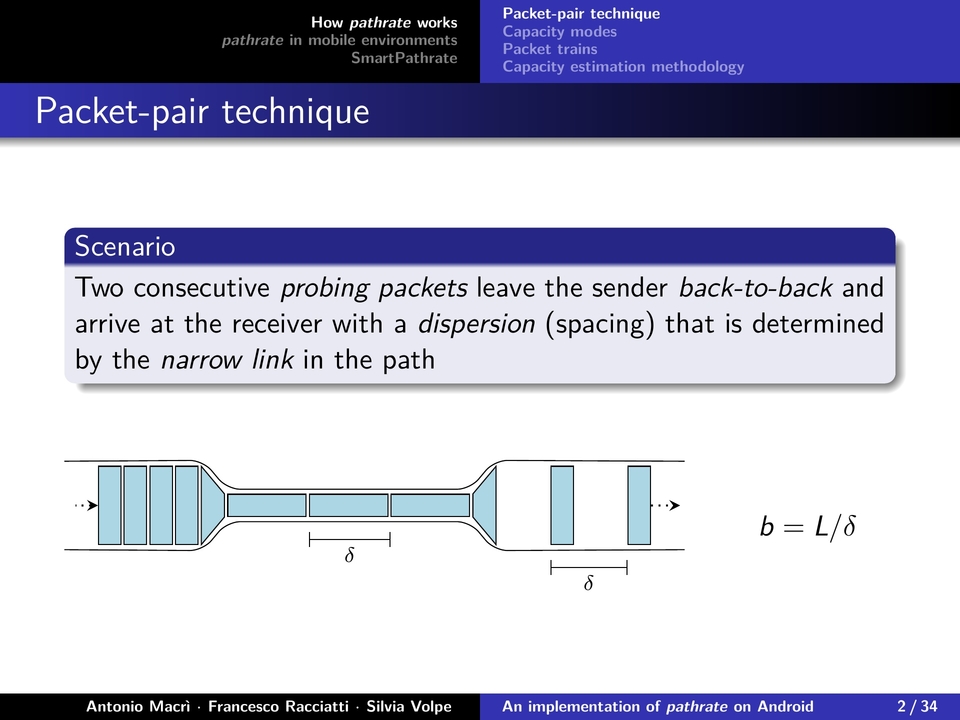 How pathrate works
pathrate in mobile environments
SmartPathrate
Packet-pair technique
Capacity modes
Packet trains
Capacity estimation methodology
Packet-pair technique
Scenario
Two consecutive probing packets leave the sender back-to-back and
arrive at the receiver with a dispersion (spacing) that is determined
by the narrow link in the path
δ
δ
b = L/δ
Antonio Macrì · Francesco Racciatti · Silvia Volpe
An implementation of pathrate on Android
2 / 34